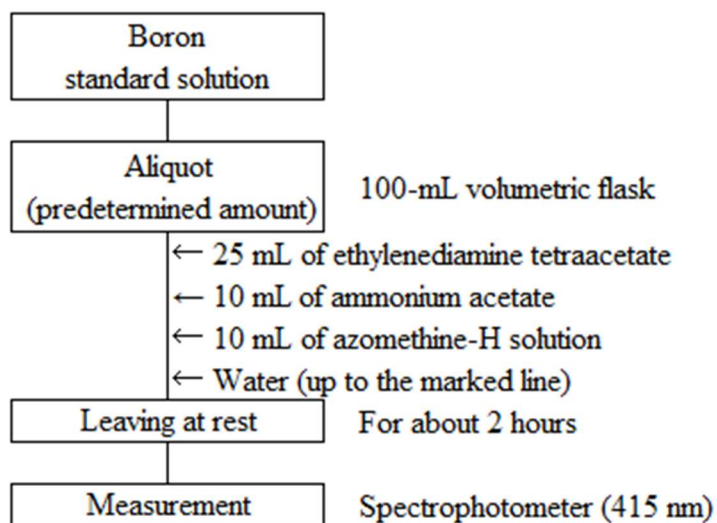 Boron
standard solution
Aliquot
(predetermined amount)
100-mL volumetric flask
← 25 mL of ethylenediamine tetraacetate
← 10 mL of ammonium acetate
← 10 mL of azomethine-H solution
← Water (up to the marked line)
Leaving at rest
For about 2 hours
Measurement
Spectrophotometer (415 nm)